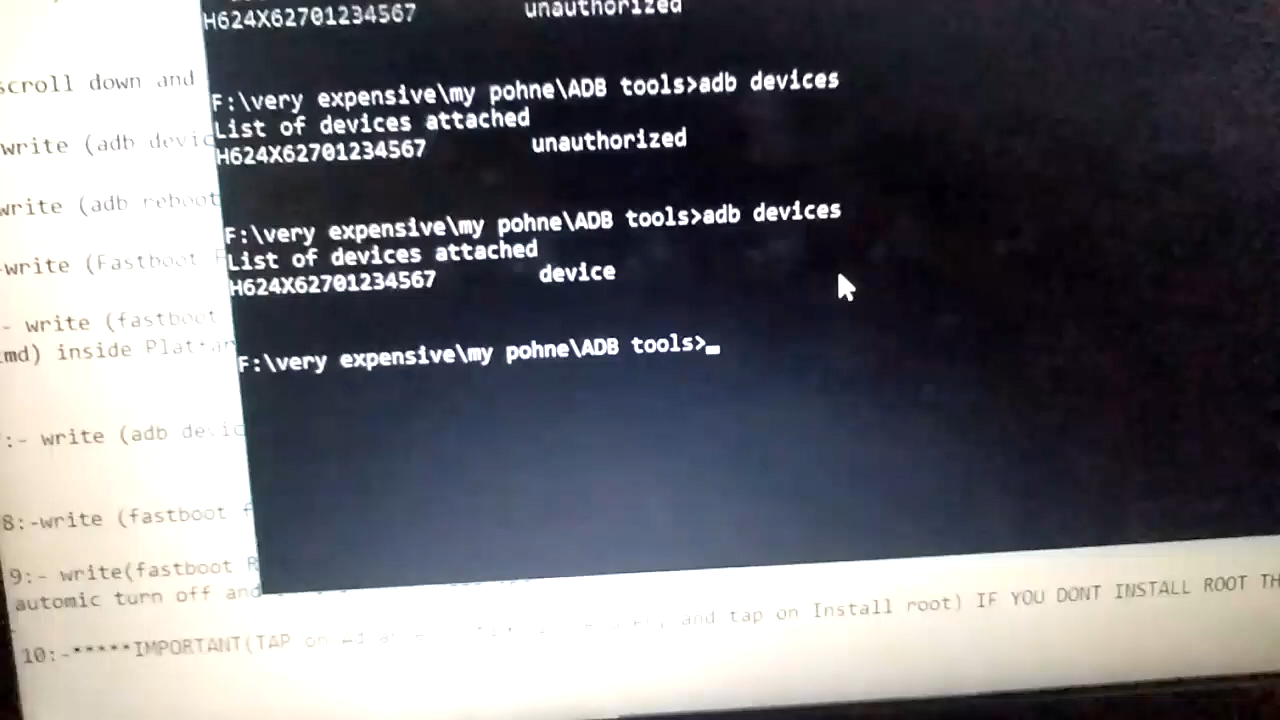 H624X62701234567 unauthorized
scroll down and
F:\very expensive\my pohne\ADB tools>adb devices
List of devices attached
write (adb devic
H624X62701234567 unauthorized
write (adb reboot
F:\very expensive\my pohne\ADB tools>adb devices
List of devices attached
-write (Fastboot
H624X62701234567 device
- write (fastboot
md) inside
F:\very expensive\my pohne\ADB tools>
:- write (adb devic
8:-write (fastboot f
9:- write(fastboot R
automic turn off and
and tap on Install root) IF YOU DONT INSTALL ROOT TH
10:-*****IMPORTANT(TAP on